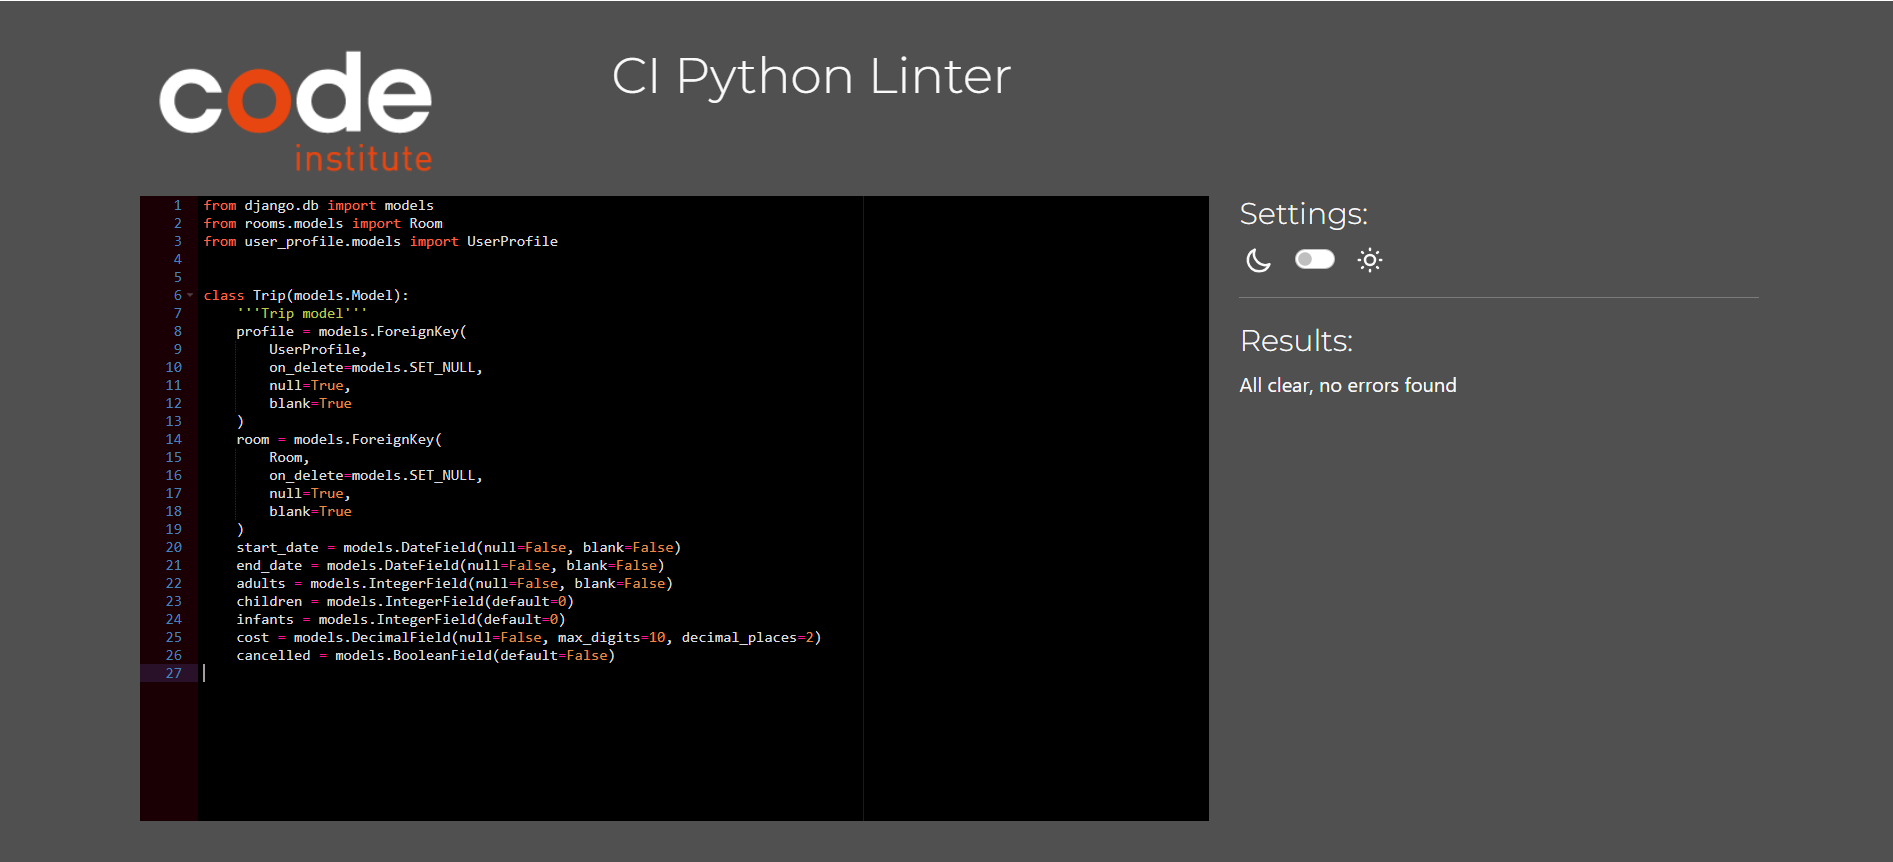 code
institute
CI Python Linter
1 from django.db import models
2 from rooms.models import Room
3 from user_profile.models import UserProfile
4
5
6 class Trip(models.Model):
7     '''Trip model'''
8     profile = models.ForeignKey(
9         UserProfile,
10         on_delete=models.SET_NULL,
11         null=True,
12         blank=True
13     )
14     room = models.ForeignKey(
15         Room,
16         on_delete=models.SET_NULL,
17         null=True,
18         blank=True
19     )
20     start_date = models.DateField(null=False, blank=False)
21     end_date = models.DateField(null=False, blank=False)
22     adults = models.IntegerField(null=False, blank=False)
23     children = models.IntegerField(default=0)
24     infants = models.IntegerField(default=0)
25     cost = models.DecimalField(null=False, max_digits=10, decimal_places=2)
26     cancelled = models.BooleanField(default=False)
27
Settings:
Results:
All clear, no errors found